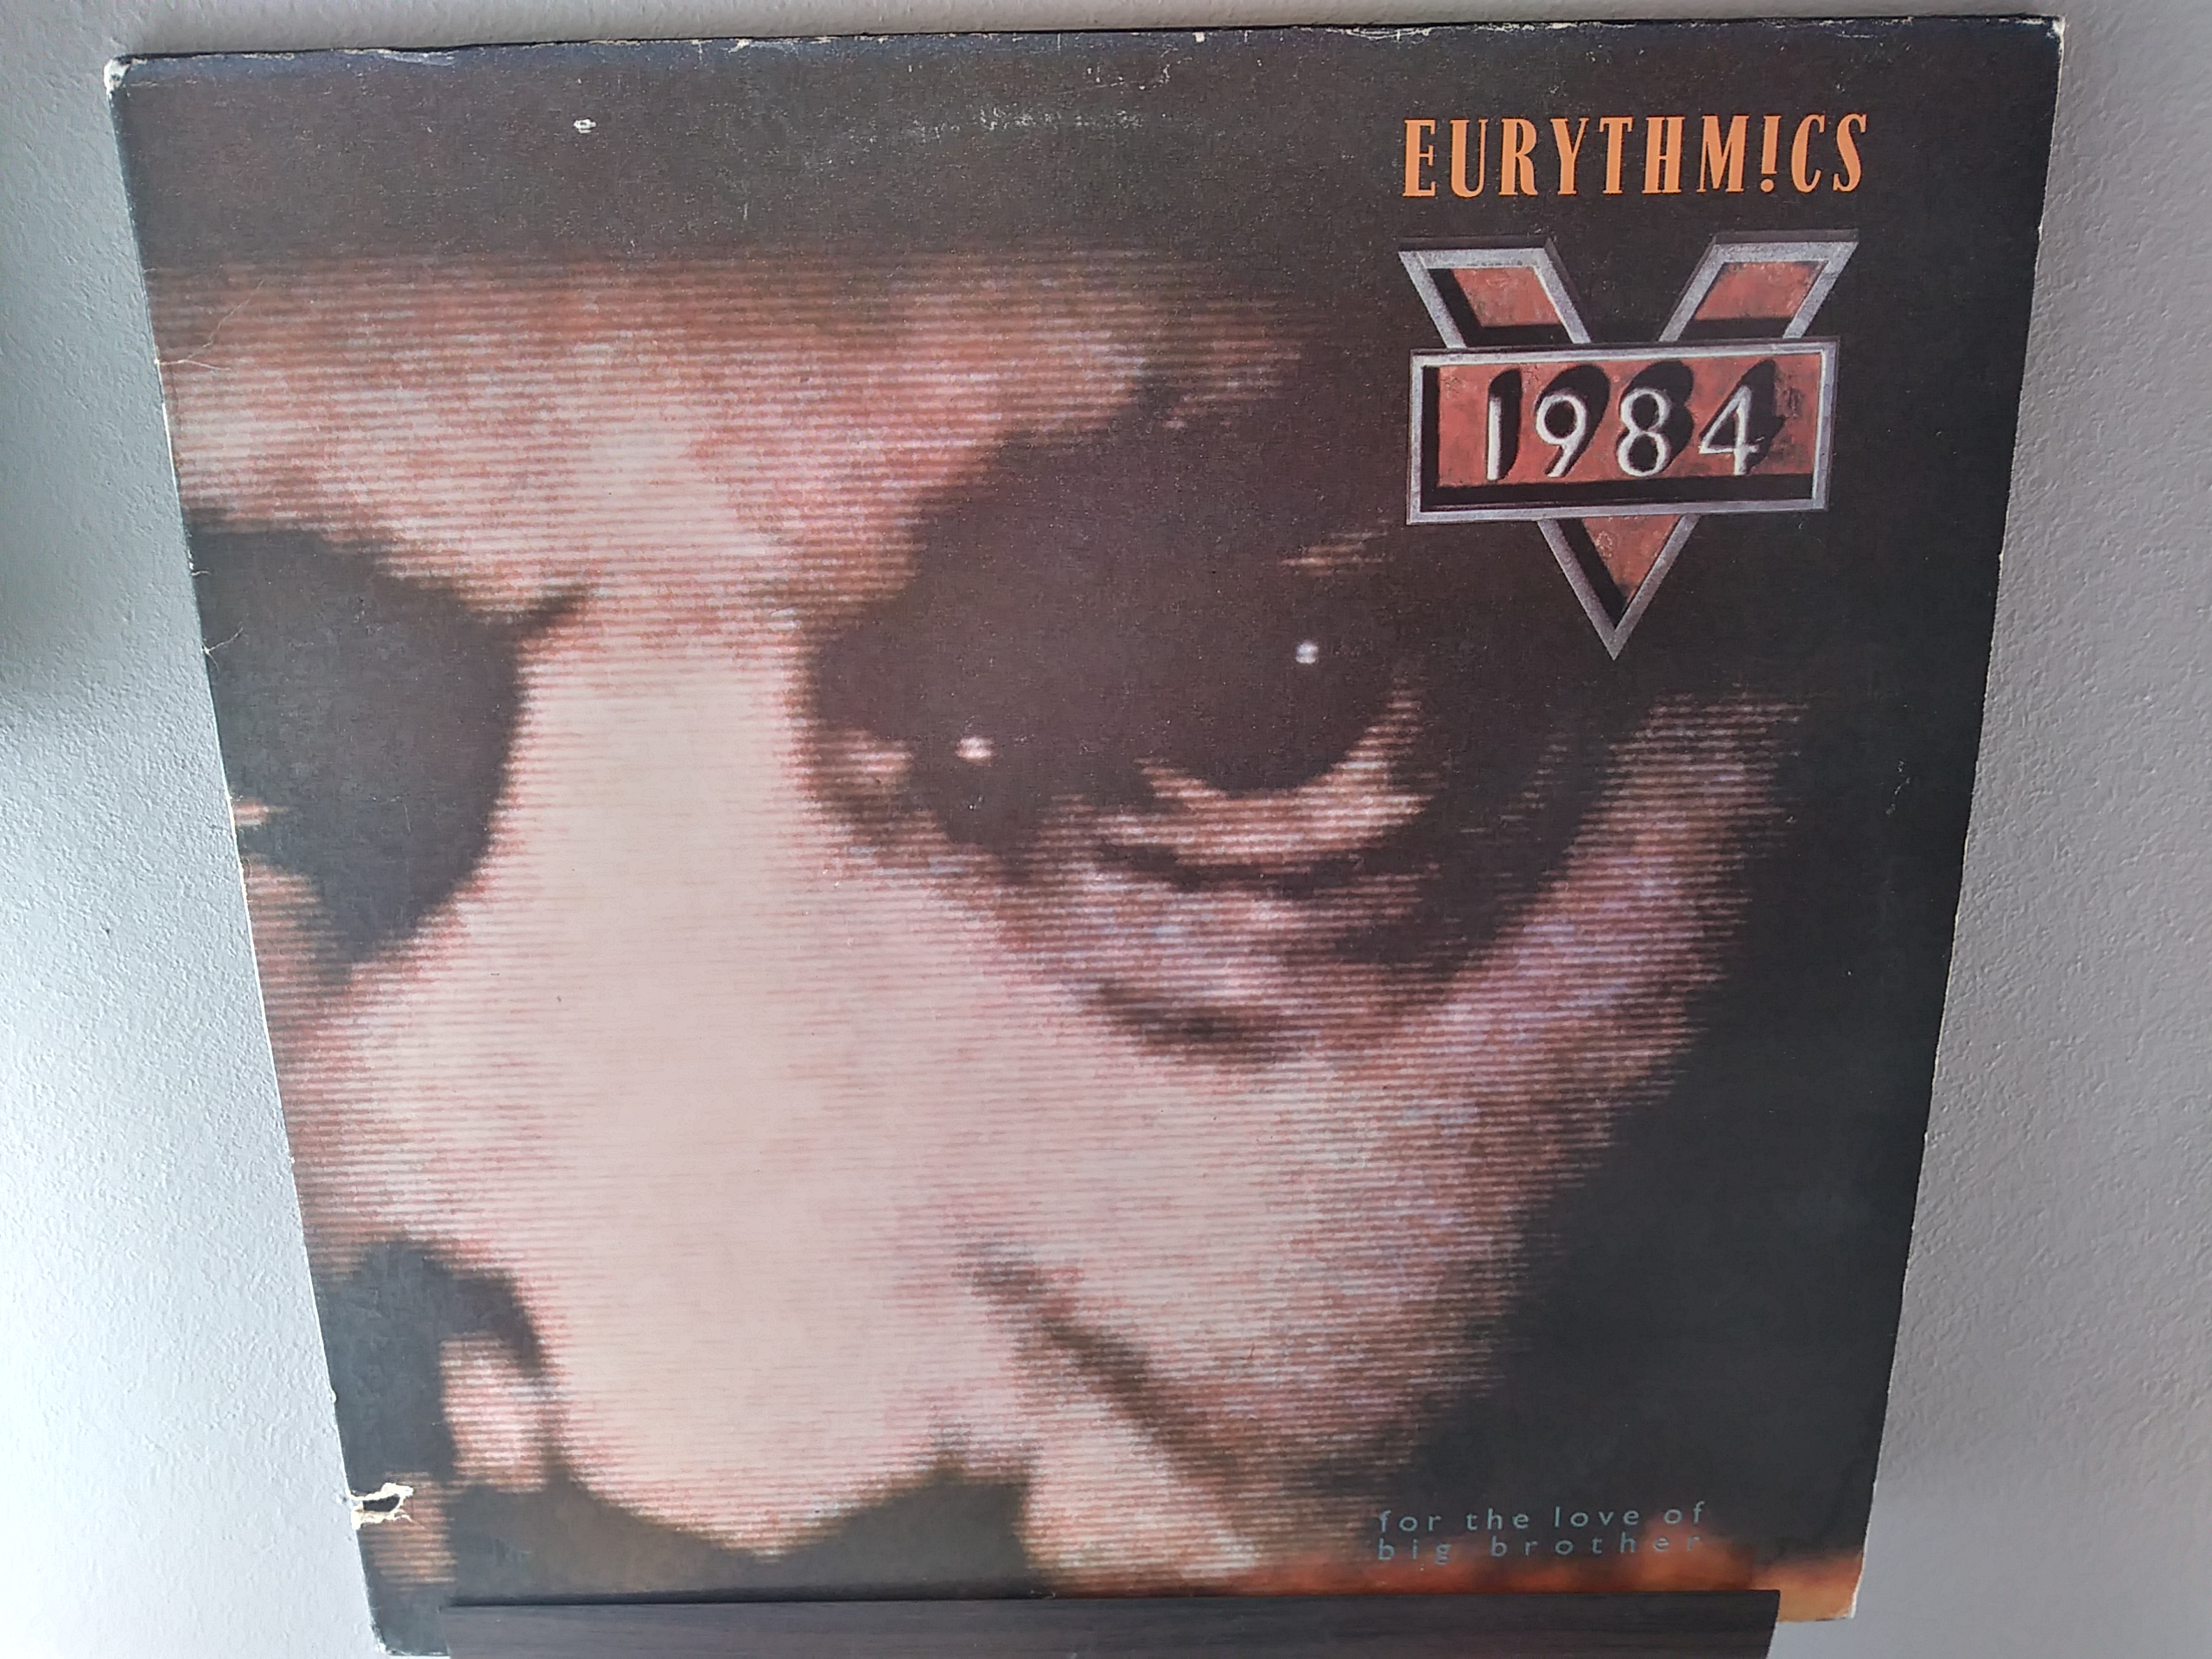 EURYTHM!CS
V
1984
for the love of
big brother